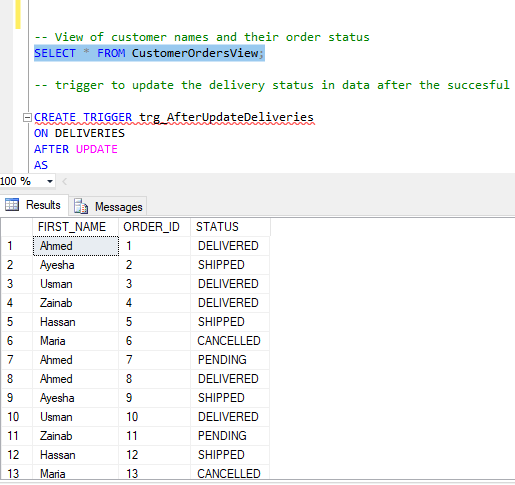 -- View of customer names and their order status
SELECT * FROM CustomerOrdersView;
-- trigger to update the delivery status in data after the succesful
CREATE TRIGGER trg_AfterUpdateDeliveries
ON DELIVERIES
AFTER UPDATE
AS
100 %
Results Messages
FIRST_NAME ORDER_ID STATUS
1 Ahmed 1 DELIVERED
2 Ayesha 2 SHIPPED
3 Usman 3 DELIVERED
4 Zainab 4 DELIVERED
5 Hassan 5 SHIPPED
6 Maria 6 CANCELLED
7 Ahmed 7 PENDING
8 Ahmed 8 DELIVERED
9 Ayesha 9 SHIPPED
10 Usman 10 DELIVERED
11 Zainab 11 PENDING
12 Hassan 12 SHIPPED
13 Maria 13 CANCELLED